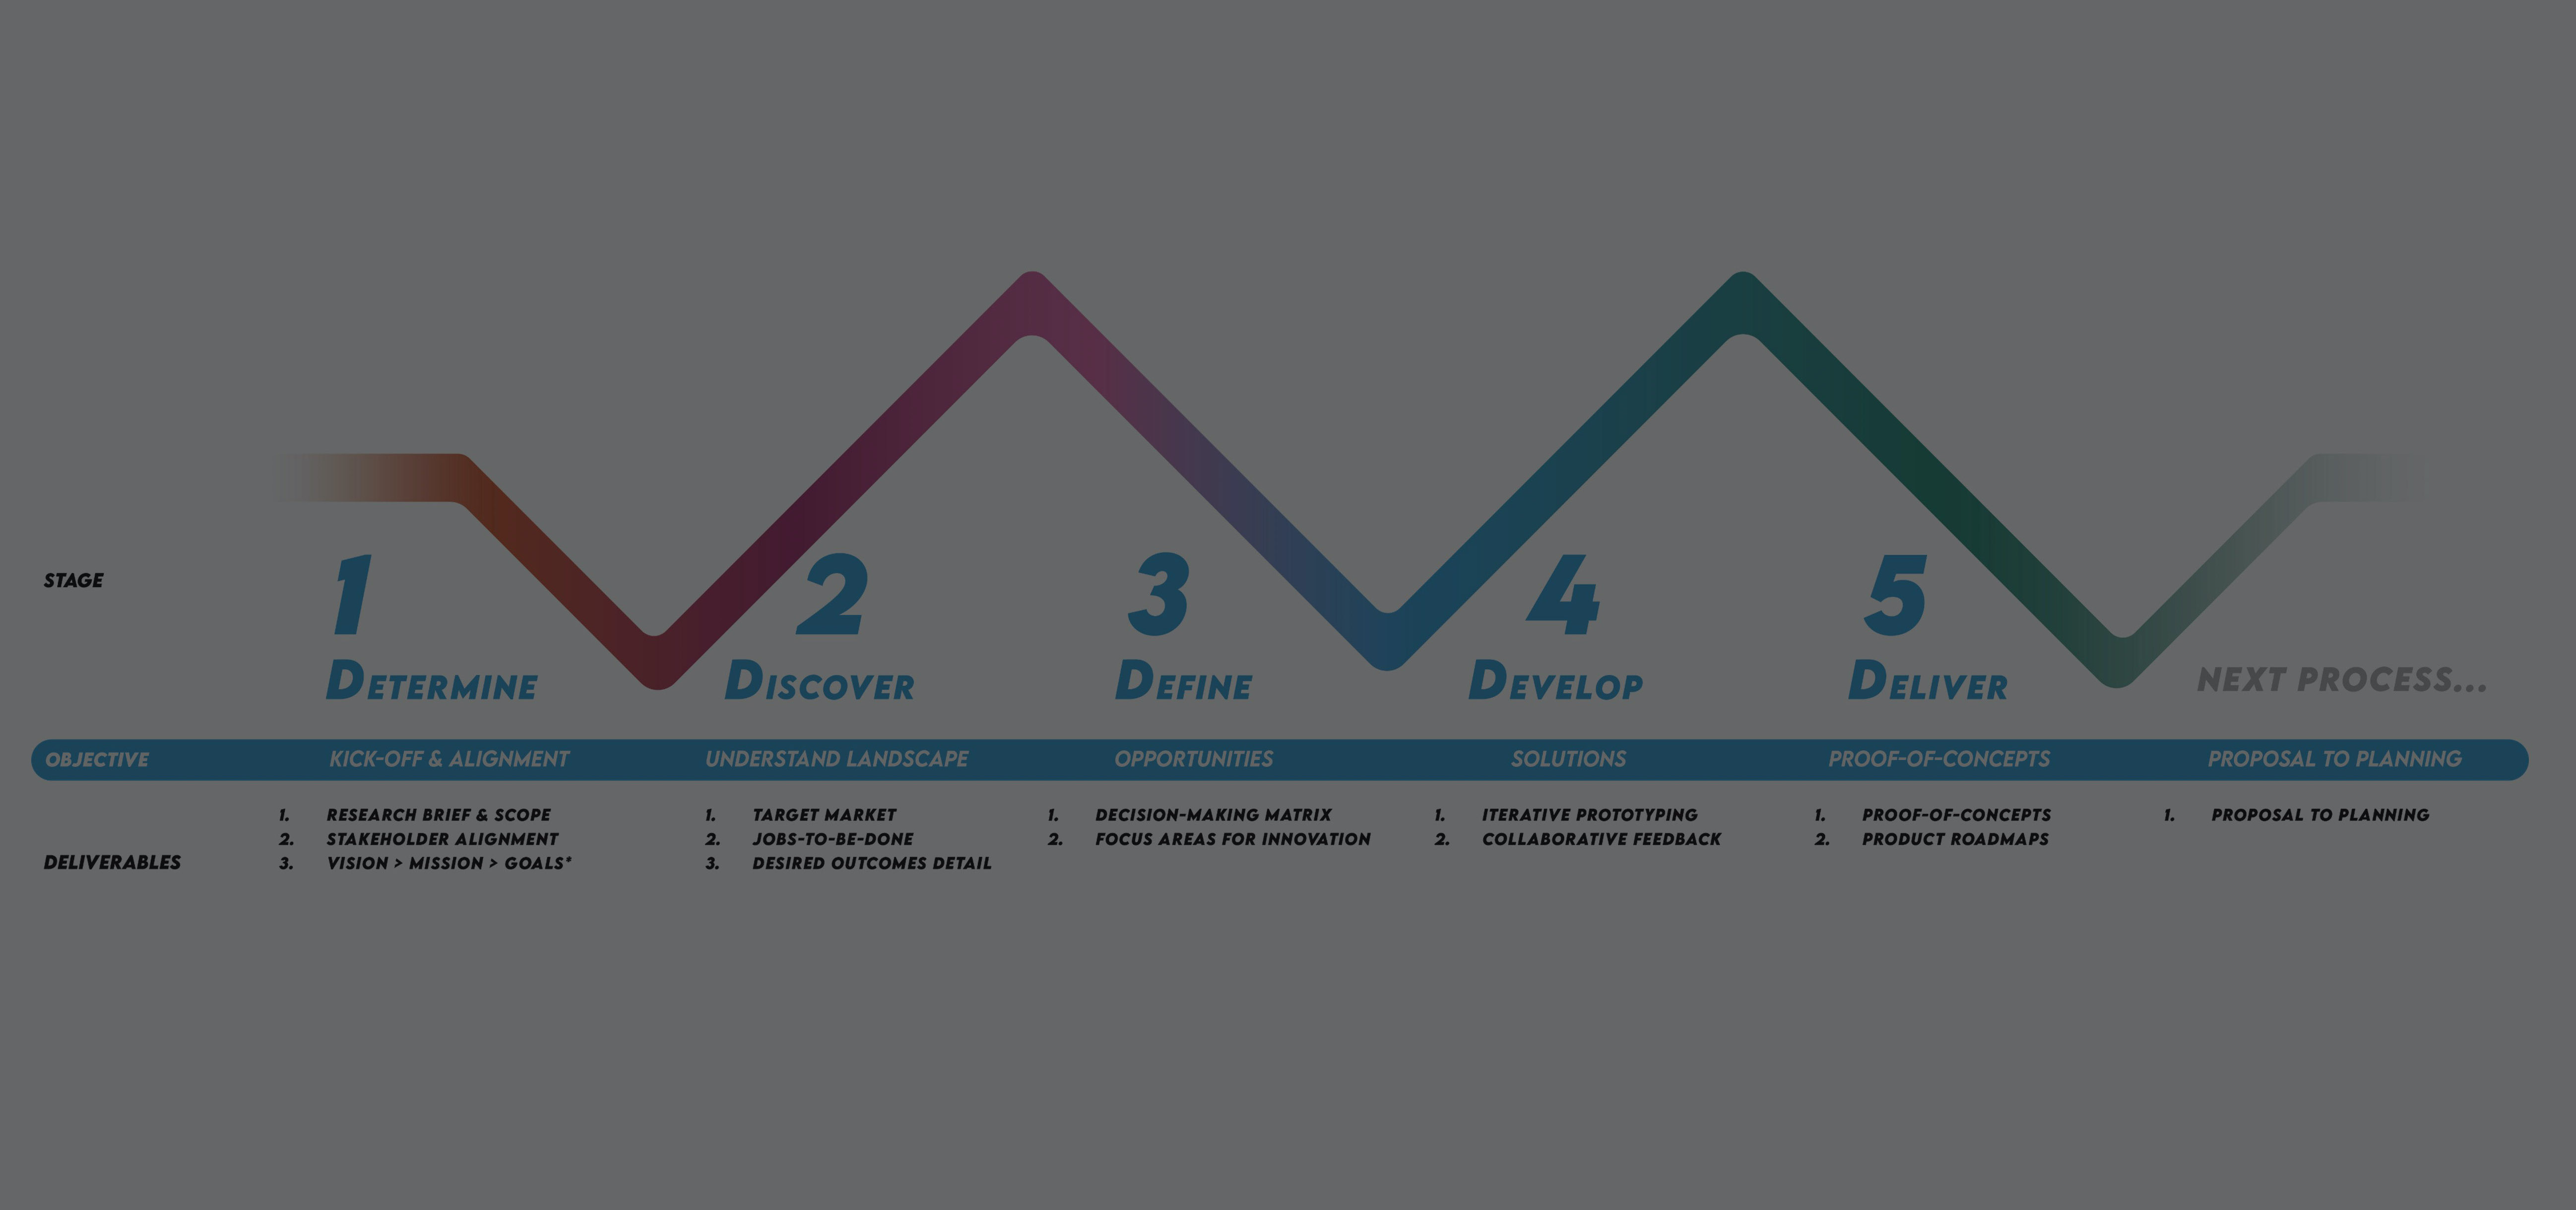 STAGE
1
2
3
4
5
DETERMINE
DISCOVER
DEFINE
DEVELOP
DELIVER
NEXT PROCESS...
OBJECTIVE
KICK-OFF & ALIGNMENT
UNDERSTAND LANDSCAPE
OPPORTUNITIES
SOLUTIONS
PROOF-OF-CONCEPTS
PROPOSAL TO PLANNING
DELIVERABLES
1. RESEARCH BRIEF & SCOPE
2. STAKEHOLDER ALIGNMENT
3. VISION > MISSION > GOALS*
1. TARGET MARKET
2. JOBS-TO-BE-DONE
3. DESIRED OUTCOMES DETAIL
1. DECISION-MAKING MATRIX
2. FOCUS AREAS FOR INNOVATION
1. ITERATIVE PROTOTYPING
2. COLLABORATIVE FEEDBACK
1. PROOF-OF-CONCEPTS
2. PRODUCT ROADMAPS
1. PROPOSAL TO PLANNING